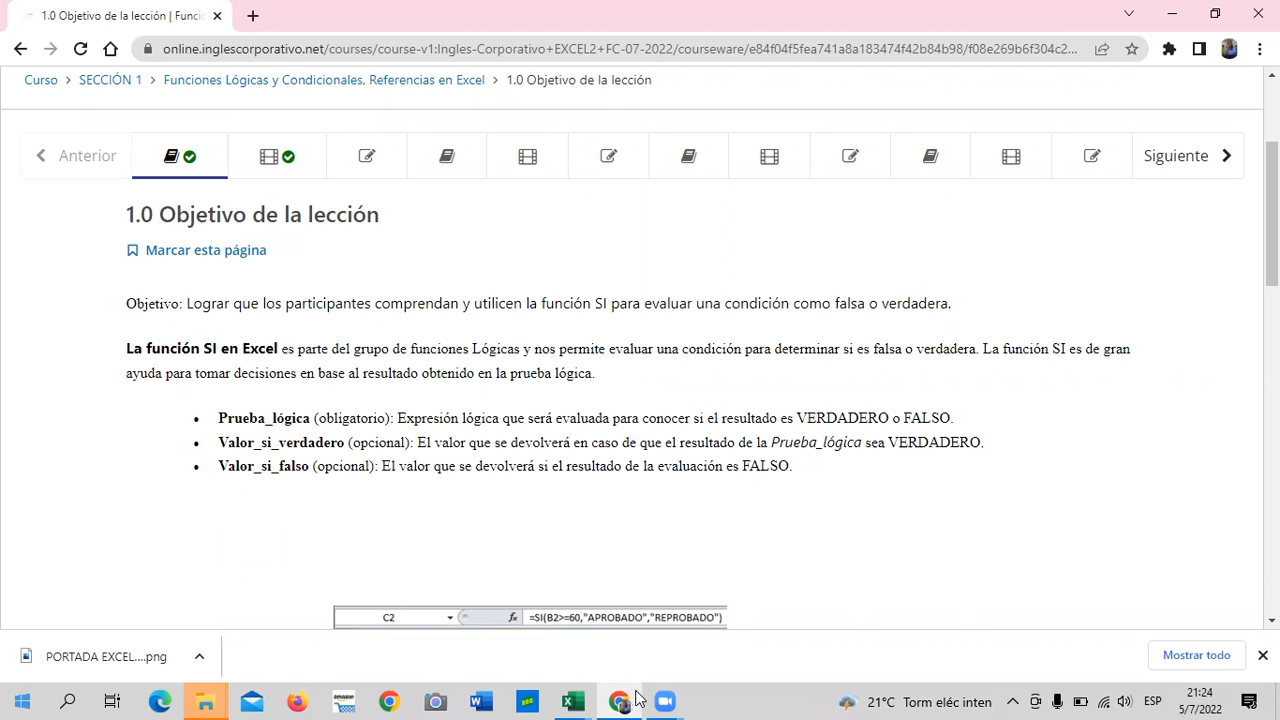 1.0 Objetivo de la lección | Funci
online.inglescorporativo.net/courses/course-v1:Ingles-Corporativo+EXCEL2+FC-07-2022/courseware/e84f04f5fea741a8a183474f42b84b98/f08e269b6f304c2...
Curso > SECCIÓN 1 > Funciones Lógicas y Condicionales, Referencias en Excel > 1.0 Objetivo de la lección
Anterior
Siguiente
1.0 Objetivo de la lección
Marcar esta página
Objetivo: Lograr que los participantes comprendan y utilicen la función SI para evaluar una condición como falsa o verdadera.
La función SI en Excel es parte del grupo de funciones Lógicas y nos permite evaluar una condición para determinar si es falsa o verdadera. La función SI es de gran
ayuda para tomar decisiones en base al resultado obtenido en la prueba lógica.
• Prueba_lógica (obligatorio): Expresión lógica que será evaluada para conocer si el resultado es VERDADERO o FALSO.
• Valor_si_verdadero (opcional): El valor que se devolverá en caso de que el resultado de la Prueba_lógica sea VERDADERO.
• Valor_si_falso (opcional): El valor que se devolverá si el resultado de la evaluación es FALSO.
C2 fx =SI(B2>=60,"APROBADO","REPROBADO")
PORTADA EXCEL....png
Mostrar todo
amazon
21°C Torm eléc inten
ESP
21:24
5/7/2022